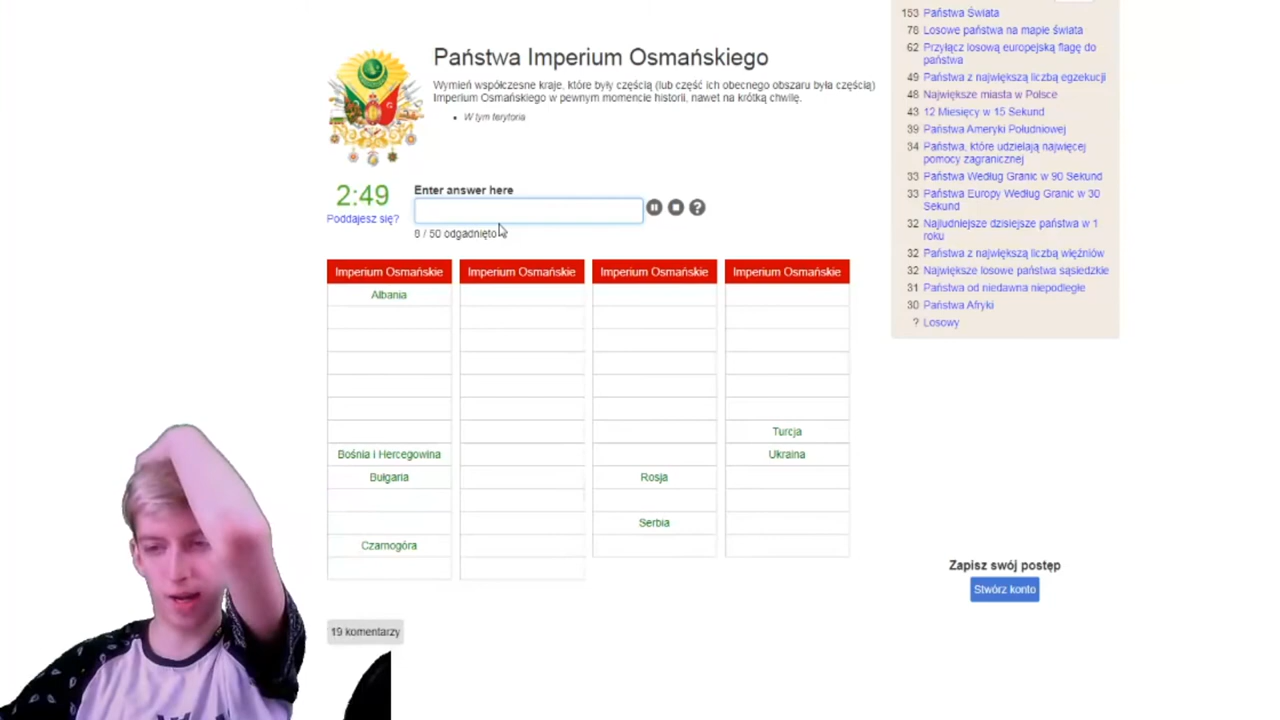 Państwa Imperium Osmańskiego
Wymień współczesne kraje, które były częścią (lub część ich obecnego obszaru była częścią)
Imperium Osmańskiego w pewnym momencie historii, nawet na krótką chwilę.
W tym terytoria
2:49
Poddajesz się?
Enter answer here
8 / 50 odgadnięto
Imperium Osmańskie Imperium Osmańskie Imperium Osmańskie Imperium Osmańskie
Albania
Turcja
Bośnia i Hercegowina Ukraina
Bułgaria Rosja
Serbia
Czarnogóra
19 komentarzy
153 Państwa Świata
76 Losowe państwa na mapie świata
62 Przyłącz losową europejską flagę do
państwa
49 Państwa z największą liczbą egzekucji
48 Największe miasta w Polsce
43 12 Miesięcy w 15 Sekund
39 Państwa Ameryki Południowej
34 Państwa, które udzielają najwięcej
pomocy zagranicznej
33 Państwa Według Granic w 90 Sekund
33 Państwa Europy Według Granic w 30
Sekund
32 Najludniejsze dzisiejsze państwa w 1
roku
32 Państwa z największą liczbą więźniów
32 Największe losowe państwa sąsiedzkie
31 Państwa od niedawna niepodległe
30 Państwa Afryki
? Losowy
Zapisz swój postęp
Stwórz konto